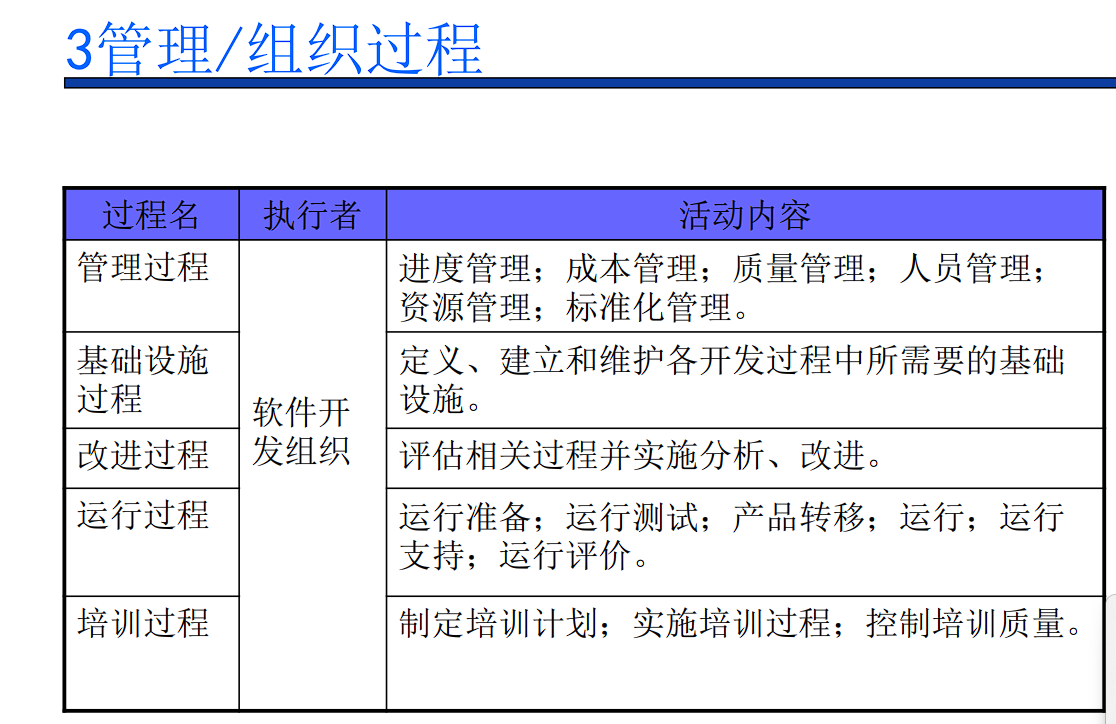 3管理/组织过程
过程名 执行者 活动内容
管理过程
进度管理；成本管理；质量管理；人员管理；
资源管理；标准化管理。
基础设施
过程
定义、建立和维护各开发过程中所需要的基础
设施。
软件开
发组织
改进过程
评估相关过程并实施分析、改进。
运行过程
运行准备；运行测试；产品转移；运行；运行
支持；运行评价。
培训过程
制定培训计划；实施培训过程；控制培训质量。